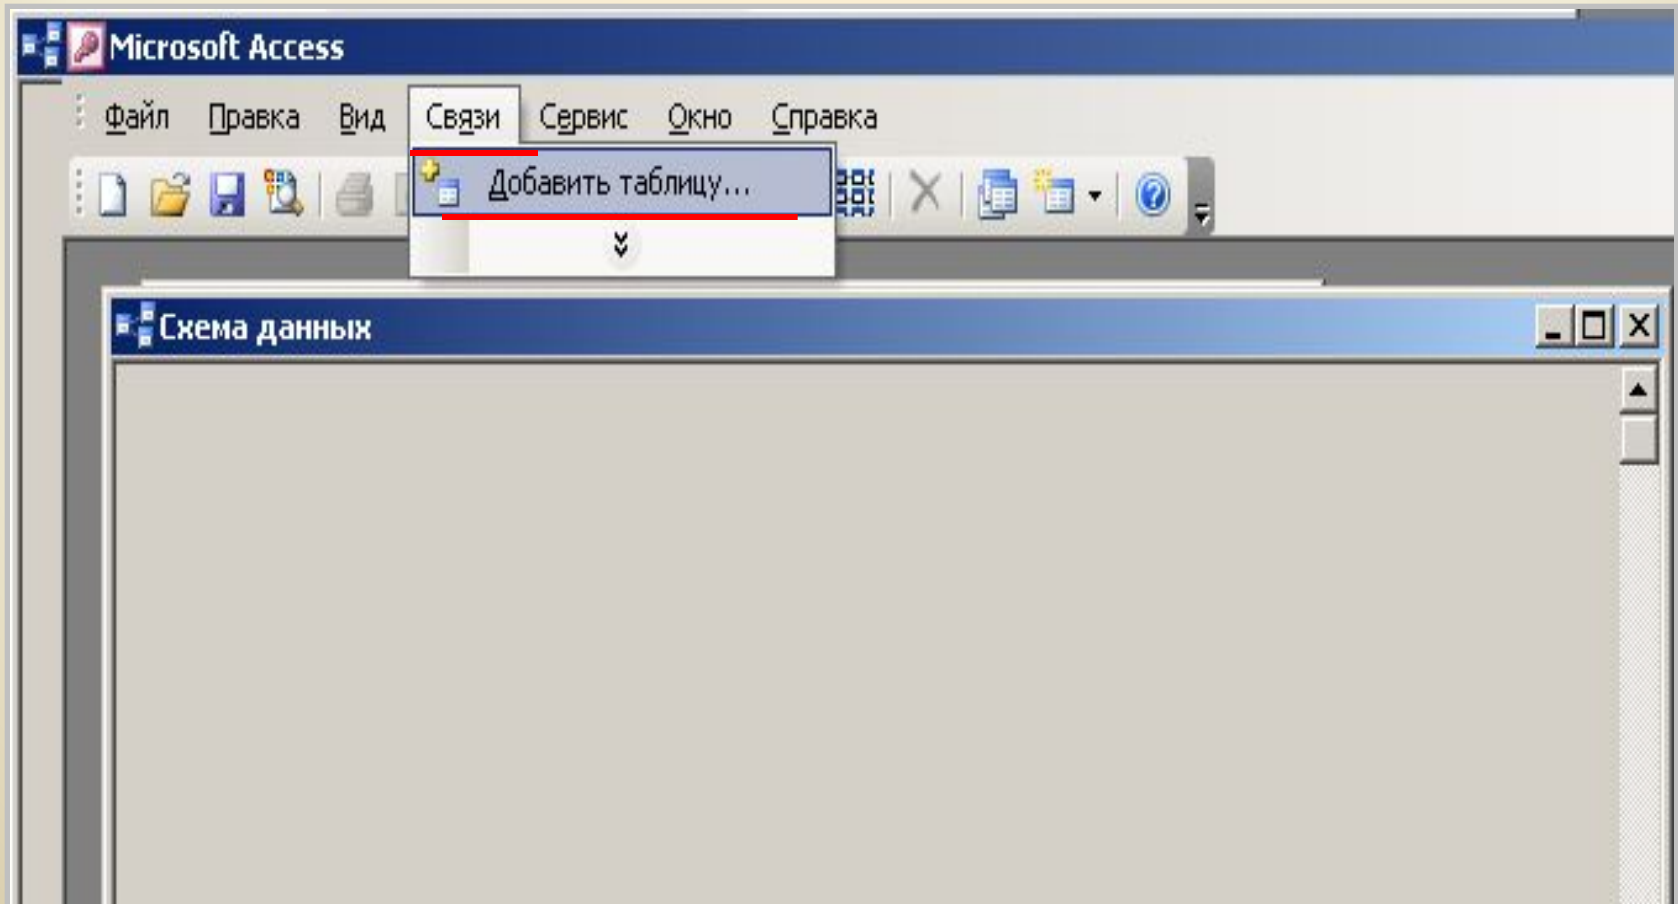 Microsoft Access
Файл Правка Вид Связи Сервис Окно Справка
Добавить таблицу...
Схема данных